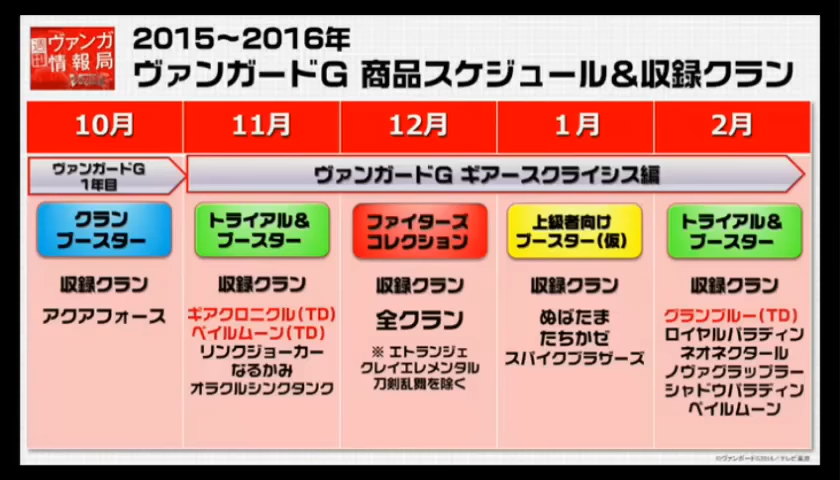 週刊
ヴァンガ
情報局
2015～2016年
ヴァンガードG 商品スケジュール＆収録クラン
10月
11月
12月
1月
2月
ヴァンガードG
1年目
ヴァンガードG ギアースクライシス編
クラン
ブースター
収録クラン
アクアフォース
トライアル＆
ブースター
収録クラン
ギアクロニクル(TD)
ペイルムーン(TD)
リンクジョーカー
なるかみ
オラクルシンクタンク
ファイターズ
コレクション
収録クラン
全クラン
※ エトランジェ
クレイエレメンタル
刀剣乱舞を除く
上級者向け
ブースター(仮)
収録クラン
ぬばたま
たちかぜ
スパイクブラザーズ
トライアル＆
ブースター
収録クラン
グランブルー(TD)
ロイヤルパラディン
ネオネクタール
ノヴァグラップラー
シャドウパラディン
ペイルムーン